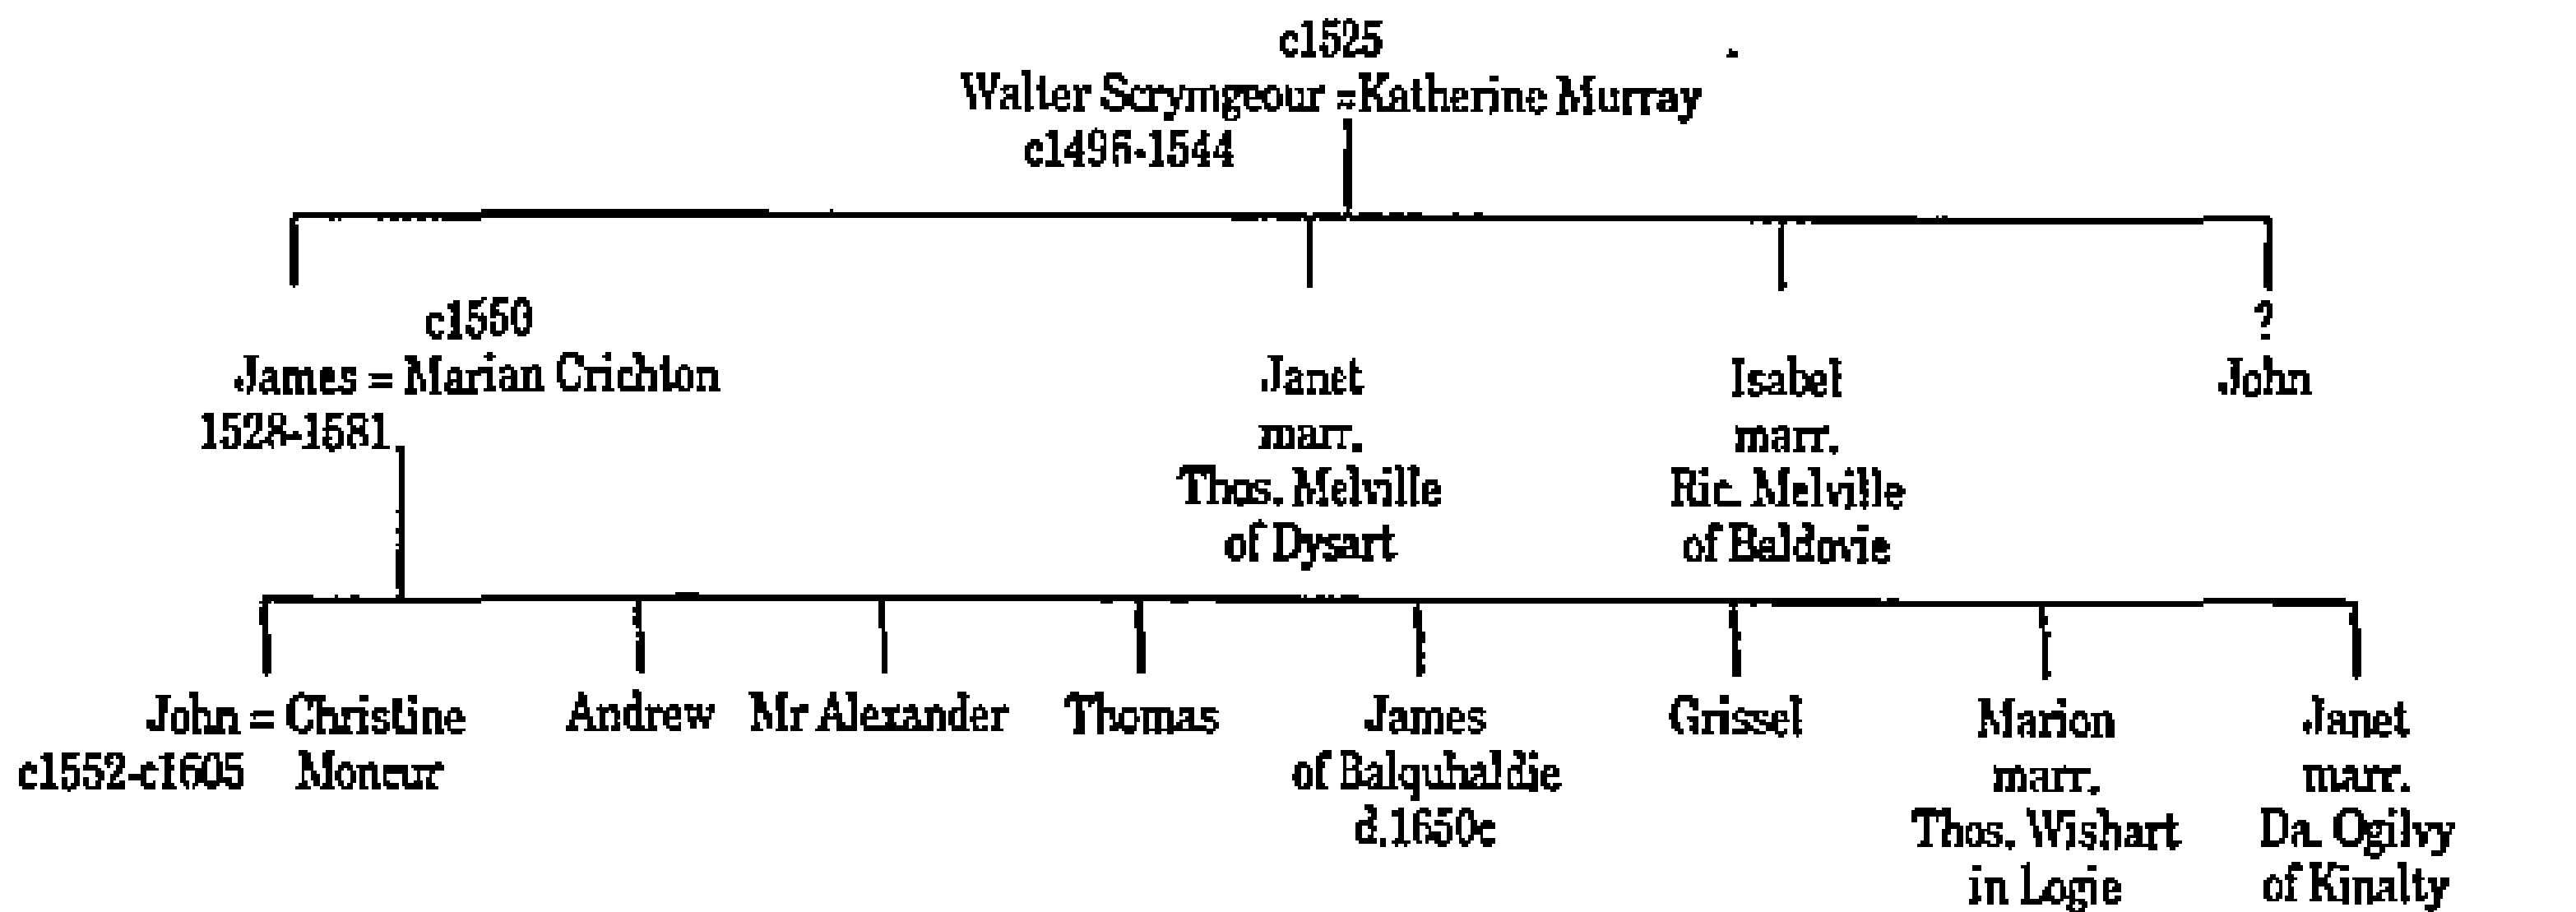 c1525
Walter Scrymgeour = Katherine Murray
c1496-1544
c1550
?
James = Marian Crichton
Janet
Isabel
John
1528-1581
marr.
marr.
Thos. Melville
Ric. Melville
of Dysart
of Baldovie
John = Christine
Andrew
Mr Alexander
Thomas
James
Grissel
Marion
Janet
c1552-c1605
Moncur
of Balquhaldie
marr.
marr.
d.1650c
Thos. Wishart
Da. Ogilvy
in Logie
of Kinalty